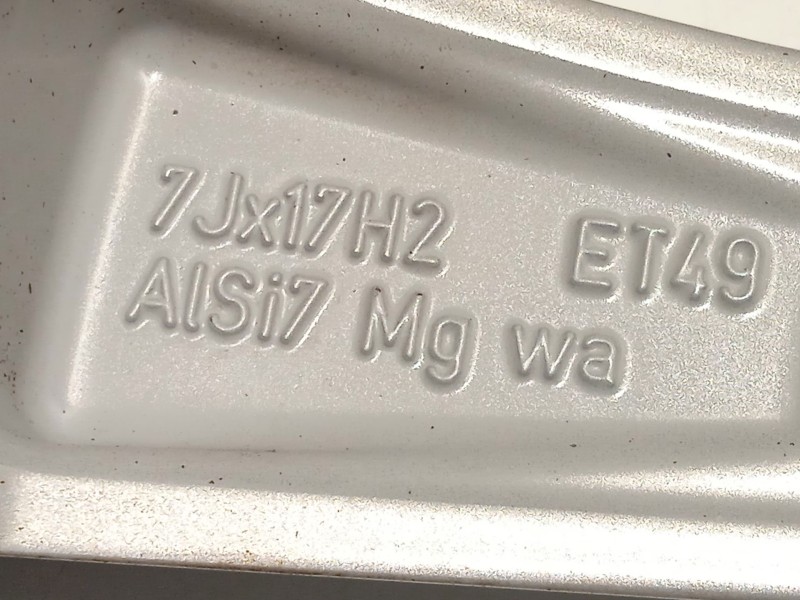 7Jx17H2 ET49
AlSi7 Mg wa